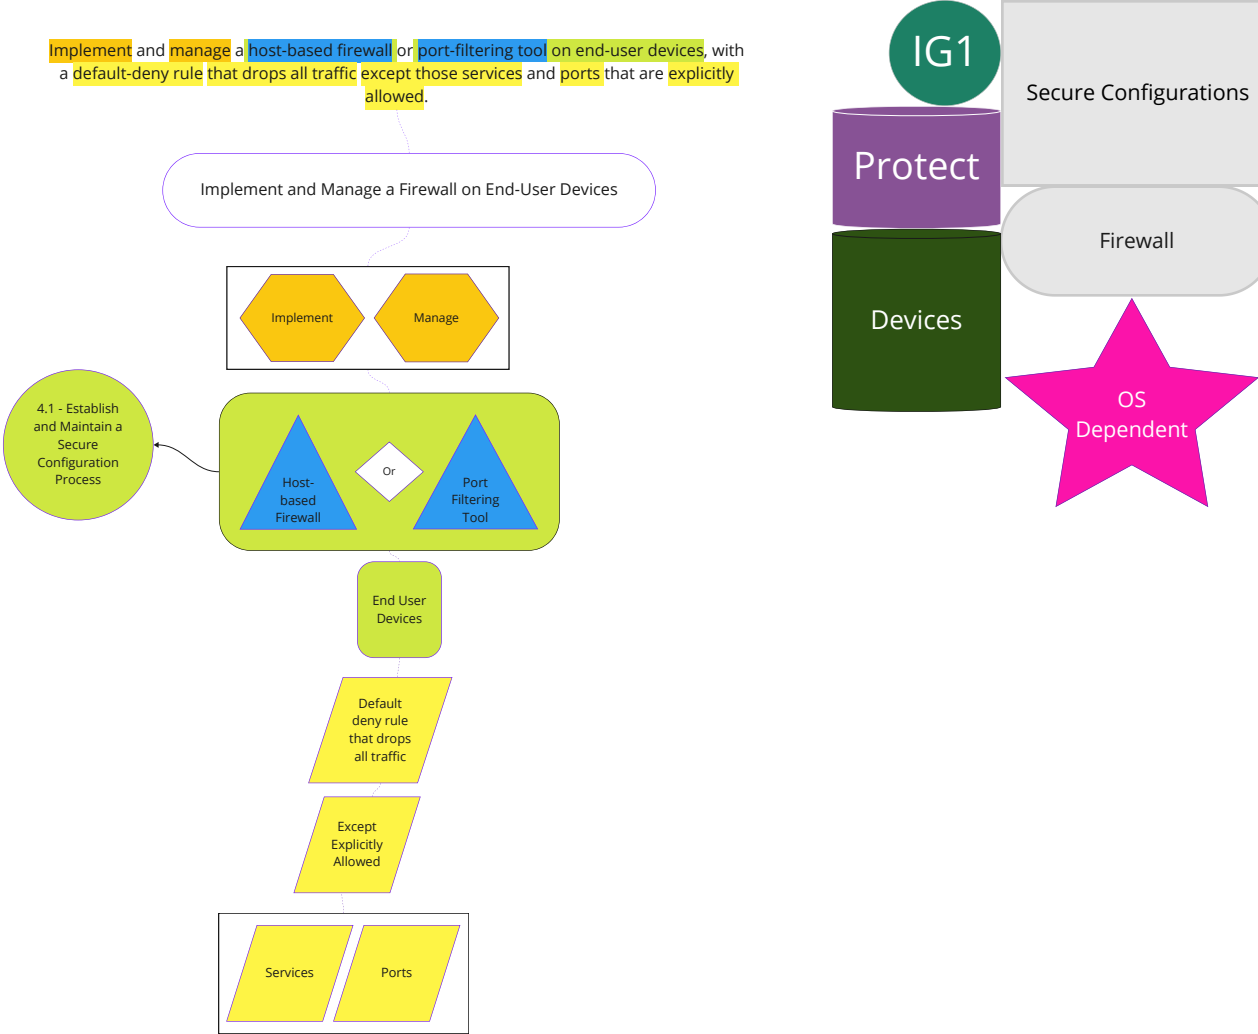 Implement and manage a host-based firewall or port-filtering tool on end-user devices, with
a default-deny rule that drops all traffic except those services and ports that are explicitly
allowed.
Implement and Manage a Firewall on End-User Devices
Implement
Manage
4.1 - Establish
and Maintain a
Secure
Configuration
Process
Host-
based
Firewall
Or
Port
Filtering
Tool
End User
Devices
Default
deny rule
that drops
all traffic
Except
Explicitly
Allowed
Services
Ports
IG1
Secure Configurations
Protect
Firewall
Devices
OS
Dependent